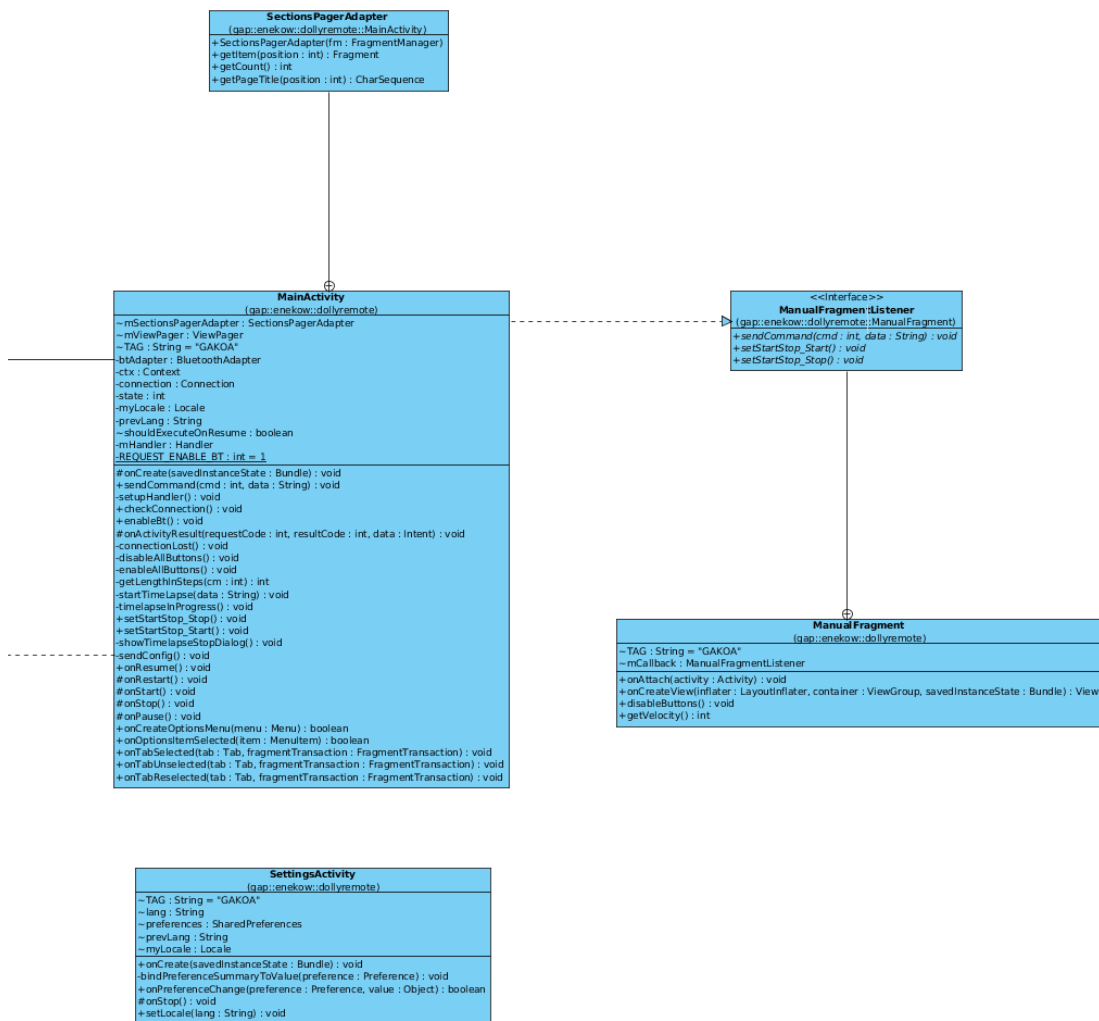 SectionsPagerAdapter
(gap::enekow::dollyremote::MainActivity)
+SectionsPagerAdapter(fm : FragmentManager)
+getItem(position : int) : Fragment
+getCount() : int
+getPageTitle(position : int) : CharSequence
MainActivity
(gap::enekow::dollyremote)
~mSectionsPagerAdapter : SectionsPagerAdapter
~mViewPager : ViewPager
~TAG : String = "GAKOA"
-btAdapter : BluetoothAdapter
-ctx : Context
-connection : Connection
-state : int
-myLocale : Locale
-prevLang : String
~shouldExecuteOnResume : boolean
-mHandler : Handler
-REQUEST_ENABLE_BT : int = 1
#onCreate(savedInstanceState : Bundle) : void
+sendCommand(cmd : int, data : String) : void
-setupHandler() : void
+checkConnection() : void
+enableBt() : void
#onActivityResult(requestCode : int, resultCode : int, data : Intent) : void
-connectionLost() : void
-disableAllButtons() : void
-enableAllButtons() : void
-getLengthInSteps(cm : int) : int
-startTimeLapse(data : String) : void
-timelapseInProgress() : void
+setStartStop_Stop() : void
+setStartStop_Start() : void
-showTimelapseStopDialog() : void
-sendConfig() : void
+onResume() : void
#onRestart() : void
#onStart() : void
#onStop() : void
#onPause() : void
+onCreateOptionsMenu(menu : Menu) : boolean
+onOptionsItemSelected(item : MenuItem) : boolean
+onTabSelected(tab : Tab, fragmentTransaction : FragmentTransaction) : void
+onTabUnselected(tab : Tab, fragmentTransaction : FragmentTransaction) : void
+onTabReselected(tab : Tab, fragmentTransaction : FragmentTransaction) : void
<<Interface>>
ManualFragmentListener
(gap::enekow::dollyremote::ManualFragment)
+sendCommand(cmd : int, data : String) : void
+setStartStop_Start() : void
+setStartStop_Stop() : void
ManualFragment
(gap::enekow::dollyremote)
~TAG : String = "GAKOA"
~mCallback : ManualFragmentListener
+onAttach(activity : Activity) : void
+onCreateView(inflater : LayoutInflater, container : ViewGroup, savedInstanceState : Bundle) : View
+disableButtons() : void
+getVelocity() : int
SettingsActivity
(gap::enekow::dollyremote)
~TAG : String = "GAKOA"
~lang : String
~preferences : SharedPreferences
~prevLang : String
~myLocale : Locale
+onCreate(savedInstanceState : Bundle) : void
-bindPreferenceSummaryToValue(preference : Preference) : void
+onPreferenceChange(preference : Preference, value : Object) : boolean
#onStop() : void
+setLocale(lang : String) : void